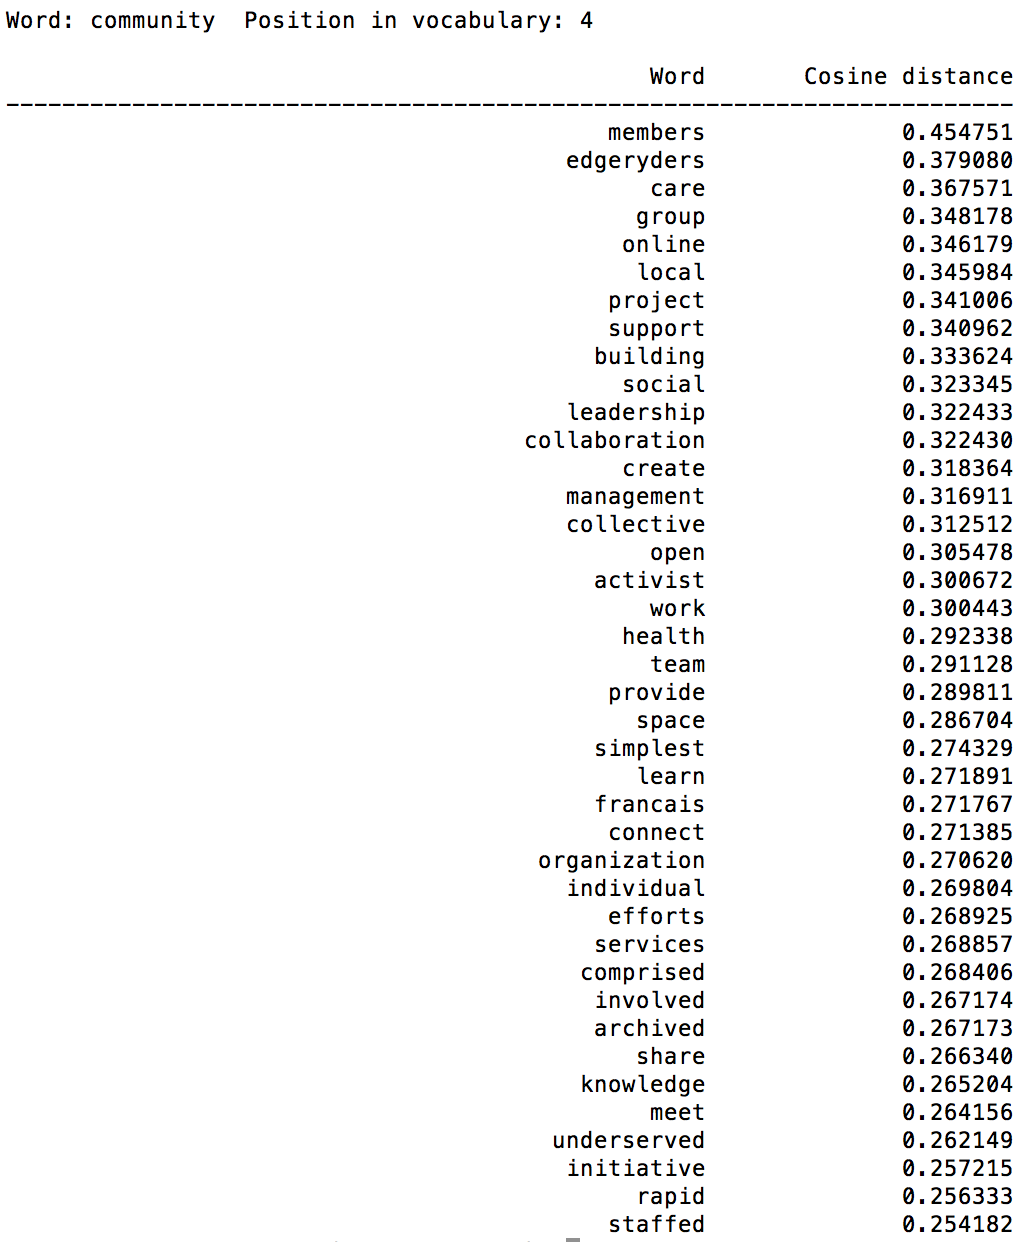 Word: community  Position in vocabulary: 4
Word Cosine distance
------------------------------------------------------------------------
members 0.454751
edgeryders 0.379080
care 0.367571
group 0.348178
online 0.346179
local 0.345984
project 0.341006
support 0.340962
building 0.333624
social 0.323345
leadership 0.322433
collaboration 0.322430
create 0.318364
management 0.316911
collective 0.312512
open 0.305478
activist 0.300672
work 0.300443
health 0.292338
team 0.291128
provide 0.289811
space 0.286704
simplest 0.274329
learn 0.271891
francais 0.271767
connect 0.271385
organization 0.270620
individual 0.269804
efforts 0.268925
services 0.268857
comprised 0.268406
involved 0.267174
archived 0.267173
share 0.266340
knowledge 0.265204
meet 0.264156
underserved 0.262149
initiative 0.257215
rapid 0.256333
staffed 0.254182